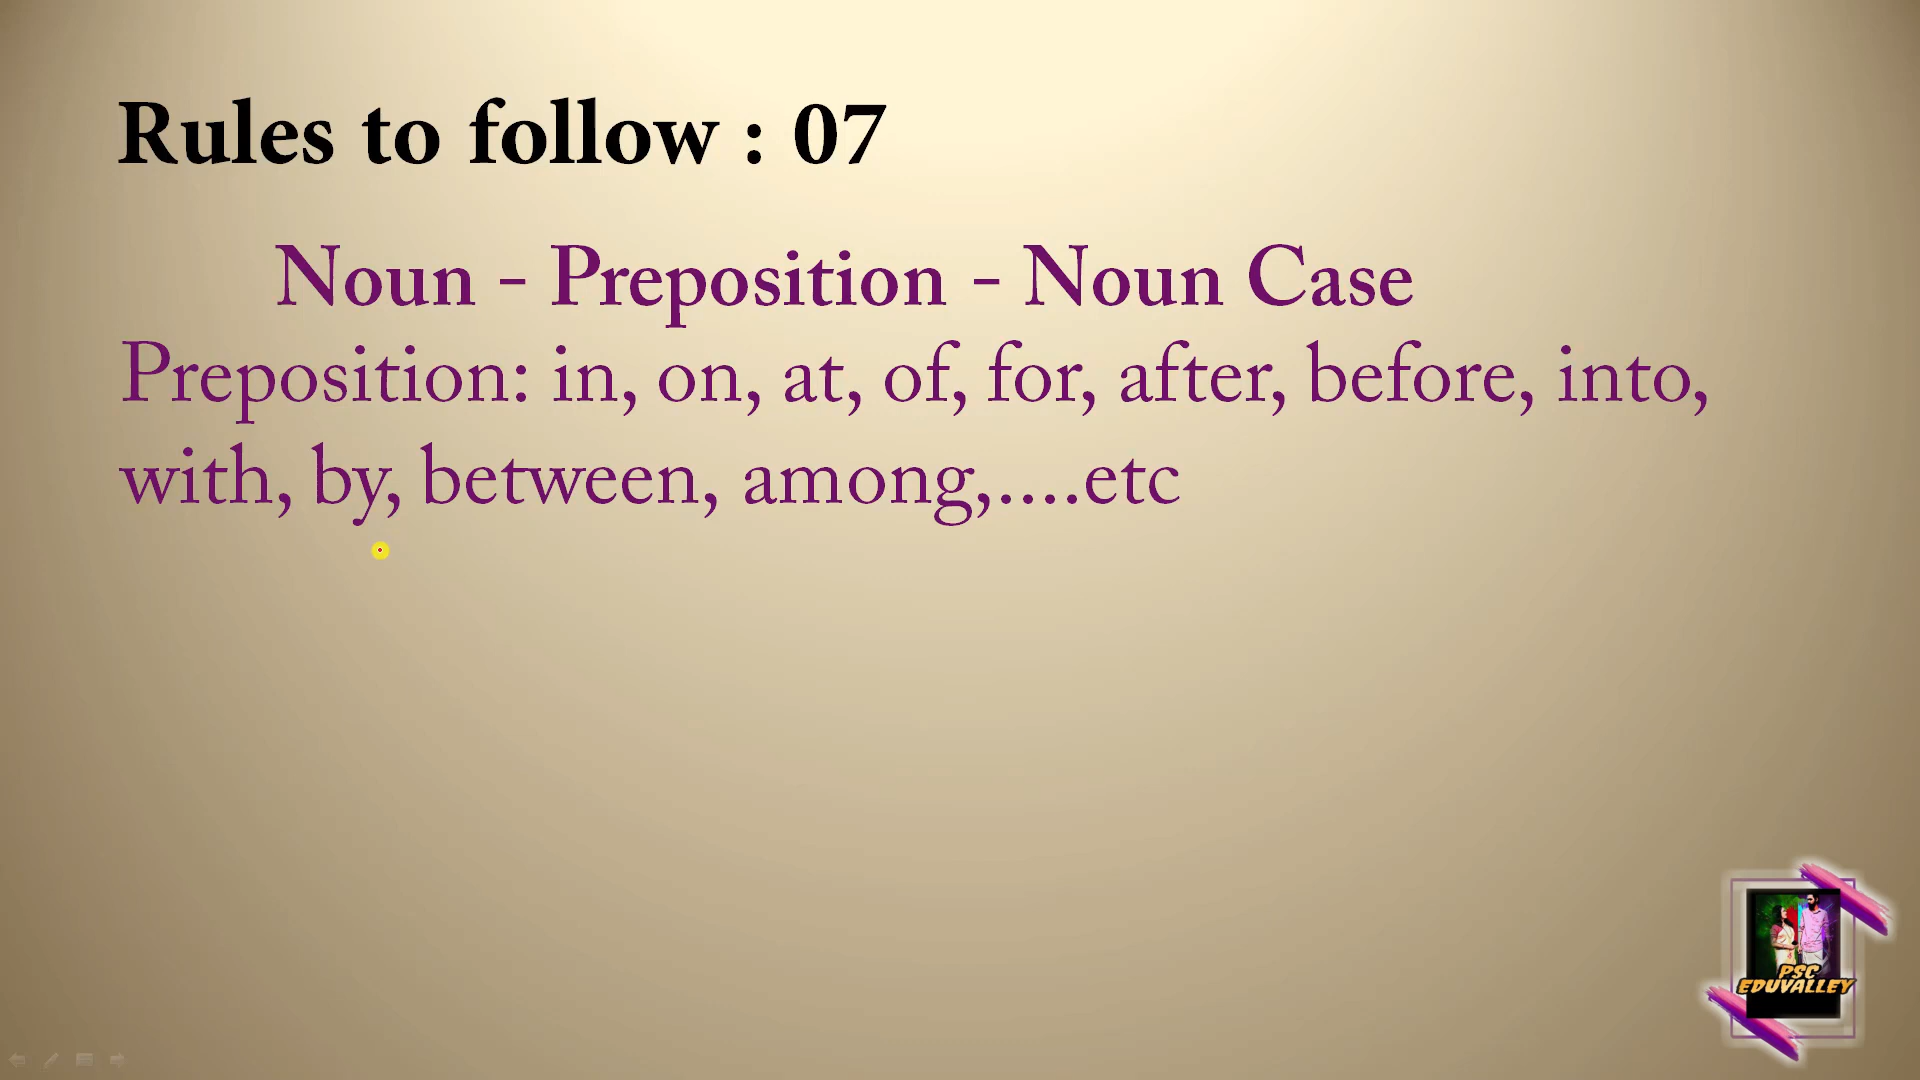 Rules to follow : 07
Noun - Preposition - Noun Case
Preposition: in, on, at, of, for, after, before, into,
with, by, between, among,....etc
PSC
EDUVALLEY